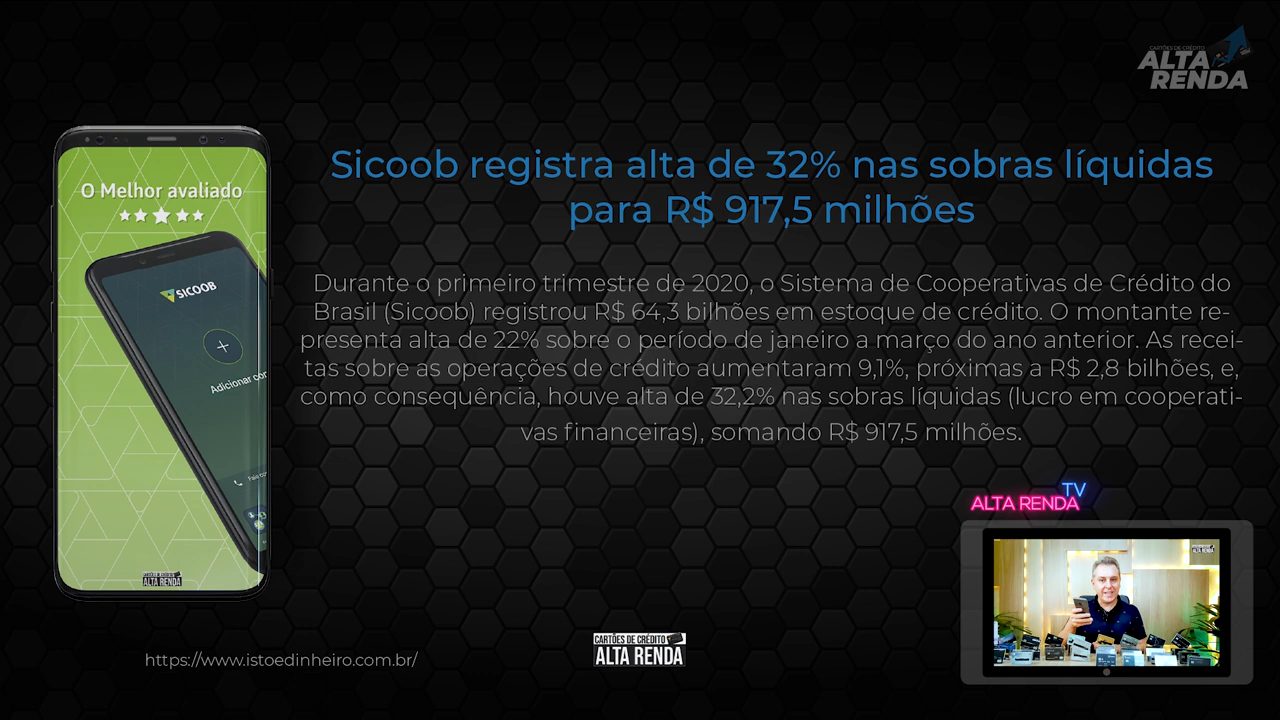 CARTÕES DE CRÉDITO
ALTA
RENDA
O Melhor avaliado
SICOOB
Adicionar con
Sicoob registra alta de 32% nas sobras líquidas
para R$ 917,5 milhões
Durante o primeiro trimestre de 2020, o Sistema de Cooperativas de Crédito do
Brasil (Sicoob) registrou R$ 64,3 bilhões em estoque de crédito. O montante re-
presenta alta de 22% sobre o período de janeiro a março do ano anterior. As recei-
tas sobre as operações de crédito aumentaram 9,1%, próximas a R$ 2,8 bilhões, e,
como consequência, houve alta de 32,2% nas sobras líquidas (lucro em cooperati-
vas financeiras), somando R$ 917,5 milhões.
TV
ALTA RENDA
ALTA RENDA
CARTÕES DE CRÉDITO
ALTA RENDA
https://www.istoedinheiro.com.br/